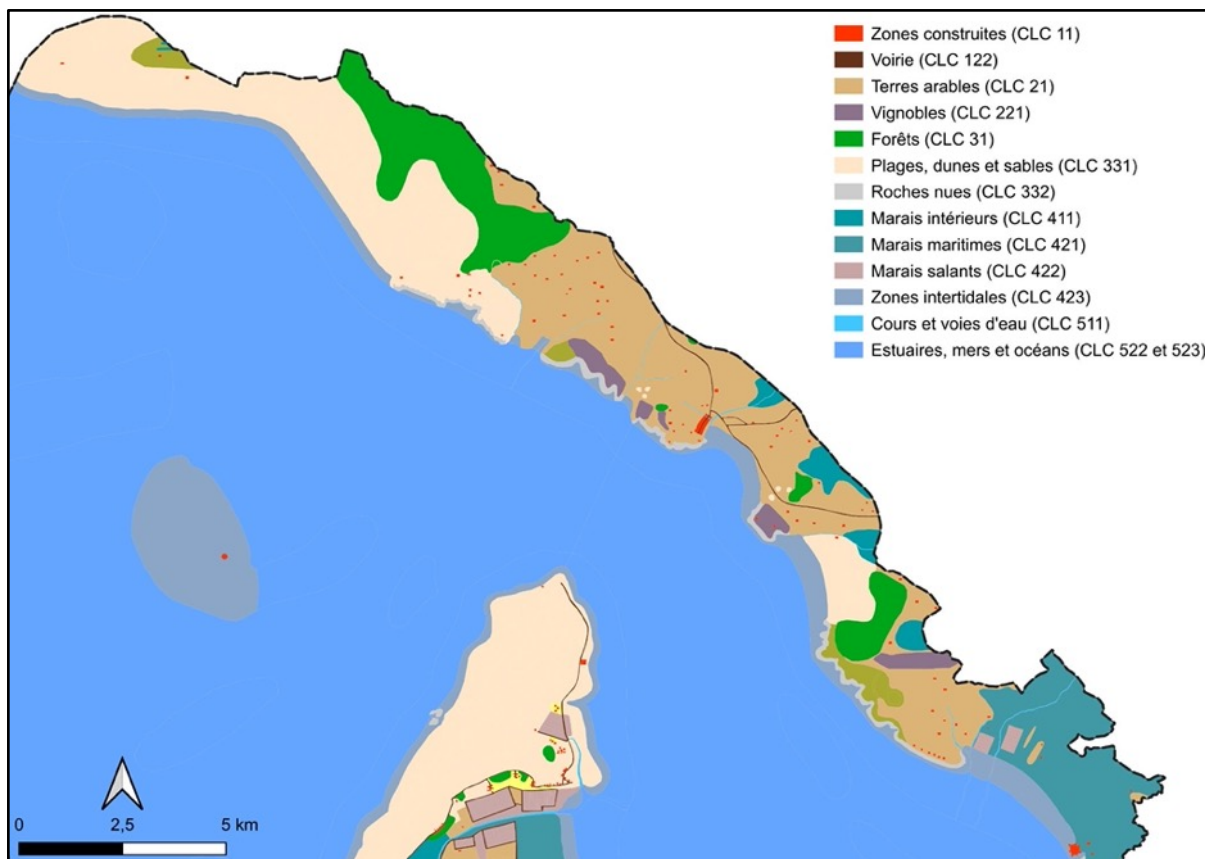 Zones construites (CLC 11)
Voirie (CLC 122)
Terres arables (CLC 21)
Vignobles (CLC 221)
Forêts (CLC 31)
Plages, dunes et sables (CLC 331)
Roches nues (CLC 332)
Marais intérieurs (CLC 411)
Marais maritimes (CLC 421)
Marais salants (CLC 422)
Zones intertidales (CLC 423)
Cours et voies d'eau (CLC 511)
Estuaires, mers et océans (CLC 522 et 523)
0 2,5 5 km